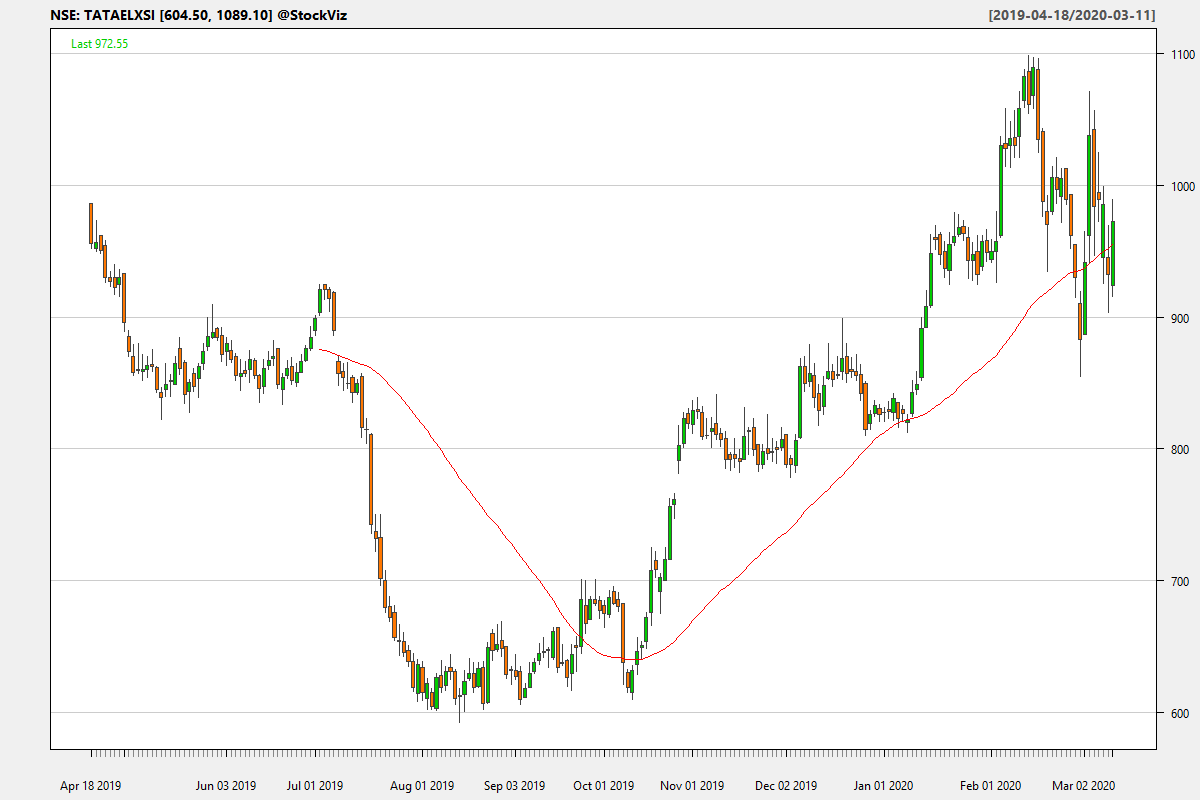 NSE: TATAELXSI [604.50, 1089.10] @StockViz
[2019-04-18/2020-03-11]
Last 972.55
1100
1000
900
800
700
600
Apr 18 2019
Jun 03 2019
Jul 01 2019
Aug 01 2019
Sep 03 2019
Oct 01 2019
Nov 01 2019
Dec 02 2019
Jan 01 2020
Feb 01 2020
Mar 02 2020